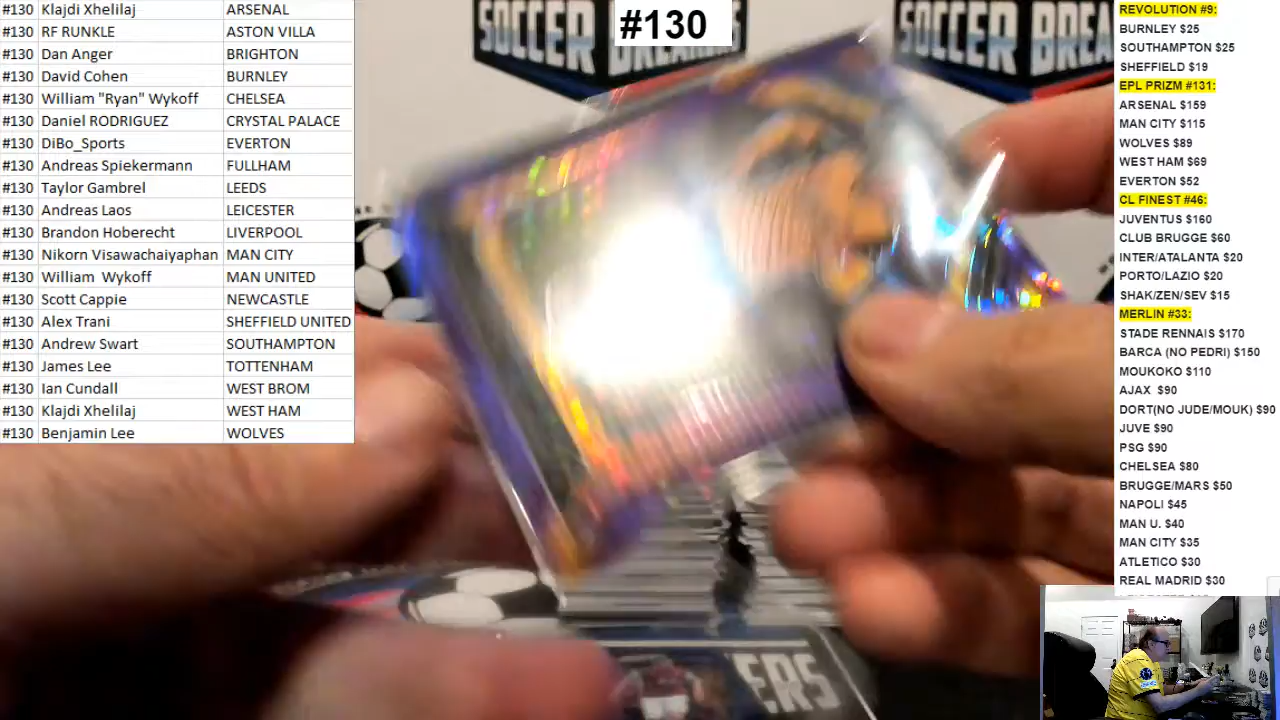 #130 Klajdi Xhelilaj ARSENAL
#130 RF RUNKLE ASTON VILLA
#130 Dan Anger BRIGHTON
#130 David Cohen BURNLEY
#130 William "Ryan" Wykoff CHELSEA
#130 Daniel RODRIGUEZ CRYSTAL PALACE
#130 DiBo_Sports EVERTON
#130 Andreas Spiekermann FULLHAM
#130 Taylor Gambrel LEEDS
#130 Andreas Laos LEICESTER
#130 Brandon Hoberecht LIVERPOOL
#130 Nikorn Visawachaiyaphan MAN CITY
#130 William Wykoff MAN UNITED
#130 Scott Cappie NEWCASTLE
#130 Alex Trani SHEFFIELD UNITED
#130 Andrew Swart SOUTHAMPTON
#130 James Lee TOTTENHAM
#130 Ian Cundall WEST BROM
#130 Klajdi Xhelilaj WEST HAM
#130 Benjamin Lee WOLVES
#130
SOCCER BREA
SOCCER BREA
ERS
REVOLUTION #9:
BURNLEY $25
SOUTHAMPTON $25
SHEFFIELD $19
EPL PRIZM #131:
ARSENAL $159
MAN CITY $115
WOLVES $89
WEST HAM $69
EVERTON $52
CL FINEST #46:
JUVENTUS $160
CLUB BRUGGE $60
INTER/ATALANTA $20
PORTO/LAZIO $20
SHAK/ZEN/SEV $15
MERLIN #33:
STADE RENNAIS $170
BARCA (NO PEDRI) $150
MOUKOKO $110
AJAX $90
DORT(NO JUDE/MOUK) $90
JUVE $90
PSG $90
CHELSEA $80
BRUGGE/MARS $50
NAPOLI $45
MAN U. $40
MAN CITY $35
ATLETICO $30
REAL MADRID $30